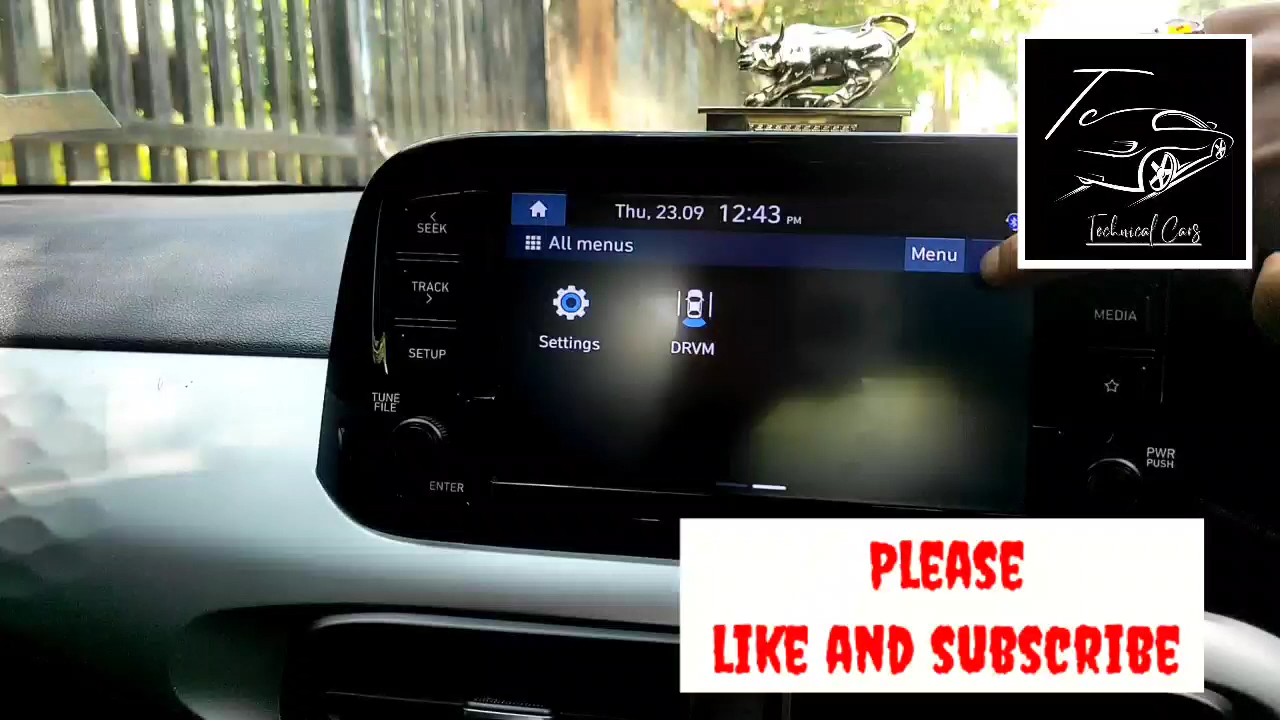 SEEK
TRACK
SETUP
TUNE
FILE
ENTER
Thu, 23.09 12:43 PM
All menus
Menu
Settings
DRVM
MEDIA
PWR
PUSH
Tc
Technical Cars
PLEASE
LIKE AND SUBSCRIBE